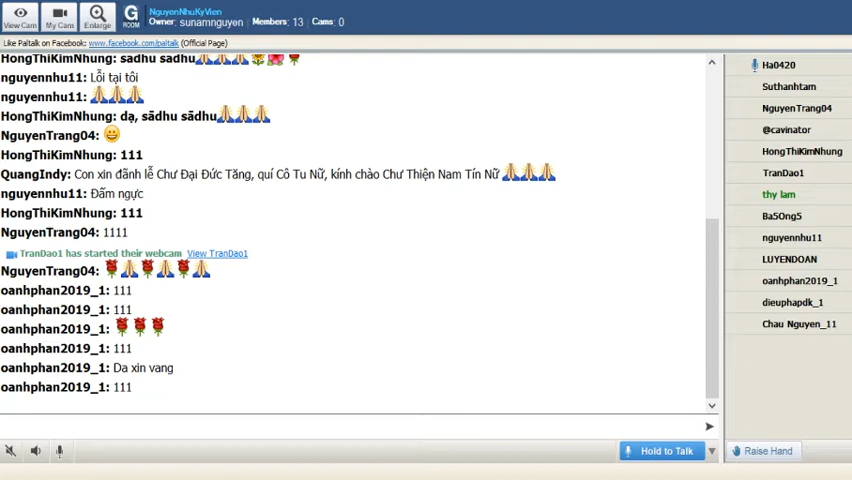 NguyenNhuKyVien
Owner: sunamnguyen Members: 13 Cams: 0
View Cam My Cams Enlarge G ROOM
Like Paltalk on Facebook: www.facebook.com/paltalk (Official Page)
HongThiKimNhung: sadhu sadhu
nguyennhu11: Lỗi tại tôi
nguyennhu11:
HongThiKimNhung: dạ, sādhu sādhu
NguyenTrang04:
HongThiKimNhung: 111
QuangIndy: Con xin đãnh lễ Chư Đại Đức Tăng, quí Cô Tu Nữ, kính chào Chư Thiện Nam Tín Nữ
nguyennhu11: Đấm ngực
HongThiKimNhung: 111
NguyenTrang04: 1111
TranDao1 has started their webcam View TranDao1
NguyenTrang04:
oanhphan2019_1: 111
oanhphan2019_1: 111
oanhphan2019_1:
oanhphan2019_1: 111
oanhphan2019_1: Da xin vang
oanhphan2019_1: 111
Hold to Talk
Ha0420
Suthanhtam
NguyenTrang04
@cavinator
HongThiKimNhung
TranDao1
thy lam
Ba5Ong5
nguyennhu11
LUYENDOAN
oanhphan2019_1
dieuphapdk_1
Chau Nguyen_11
Raise Hand